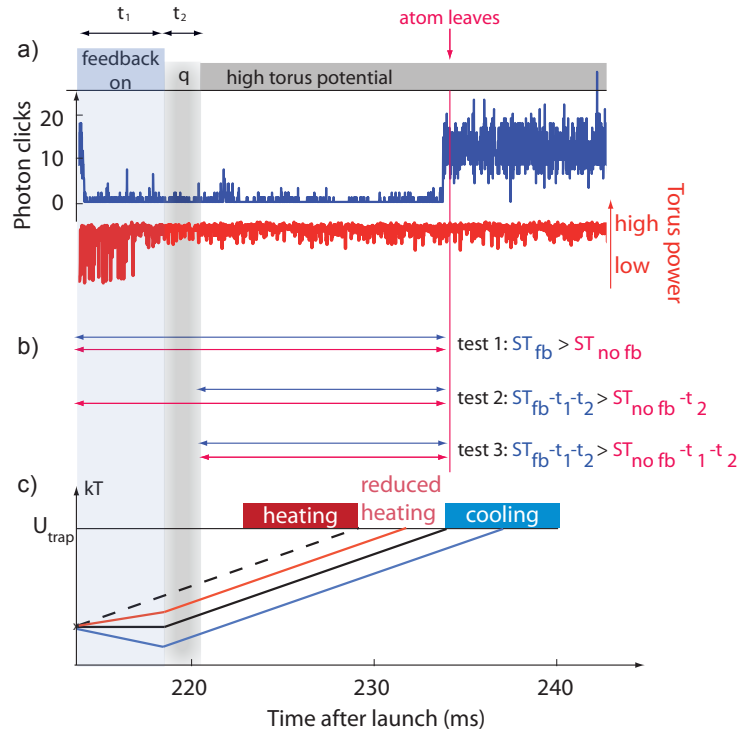 t1 t2
atom leaves
a)
feedback on q high torus potential
20
10
0
Photon clicks
high
low
Torus power
b)
test 1: STfb > STno fb
test 2: STfb-t1-t2 > STno fb-t2
test 3: STfb-t1-t2 > STno fb-t1-t2
c)
kT
reduced heating
heating
cooling
Utrap
220 230 240
Time after launch (ms)